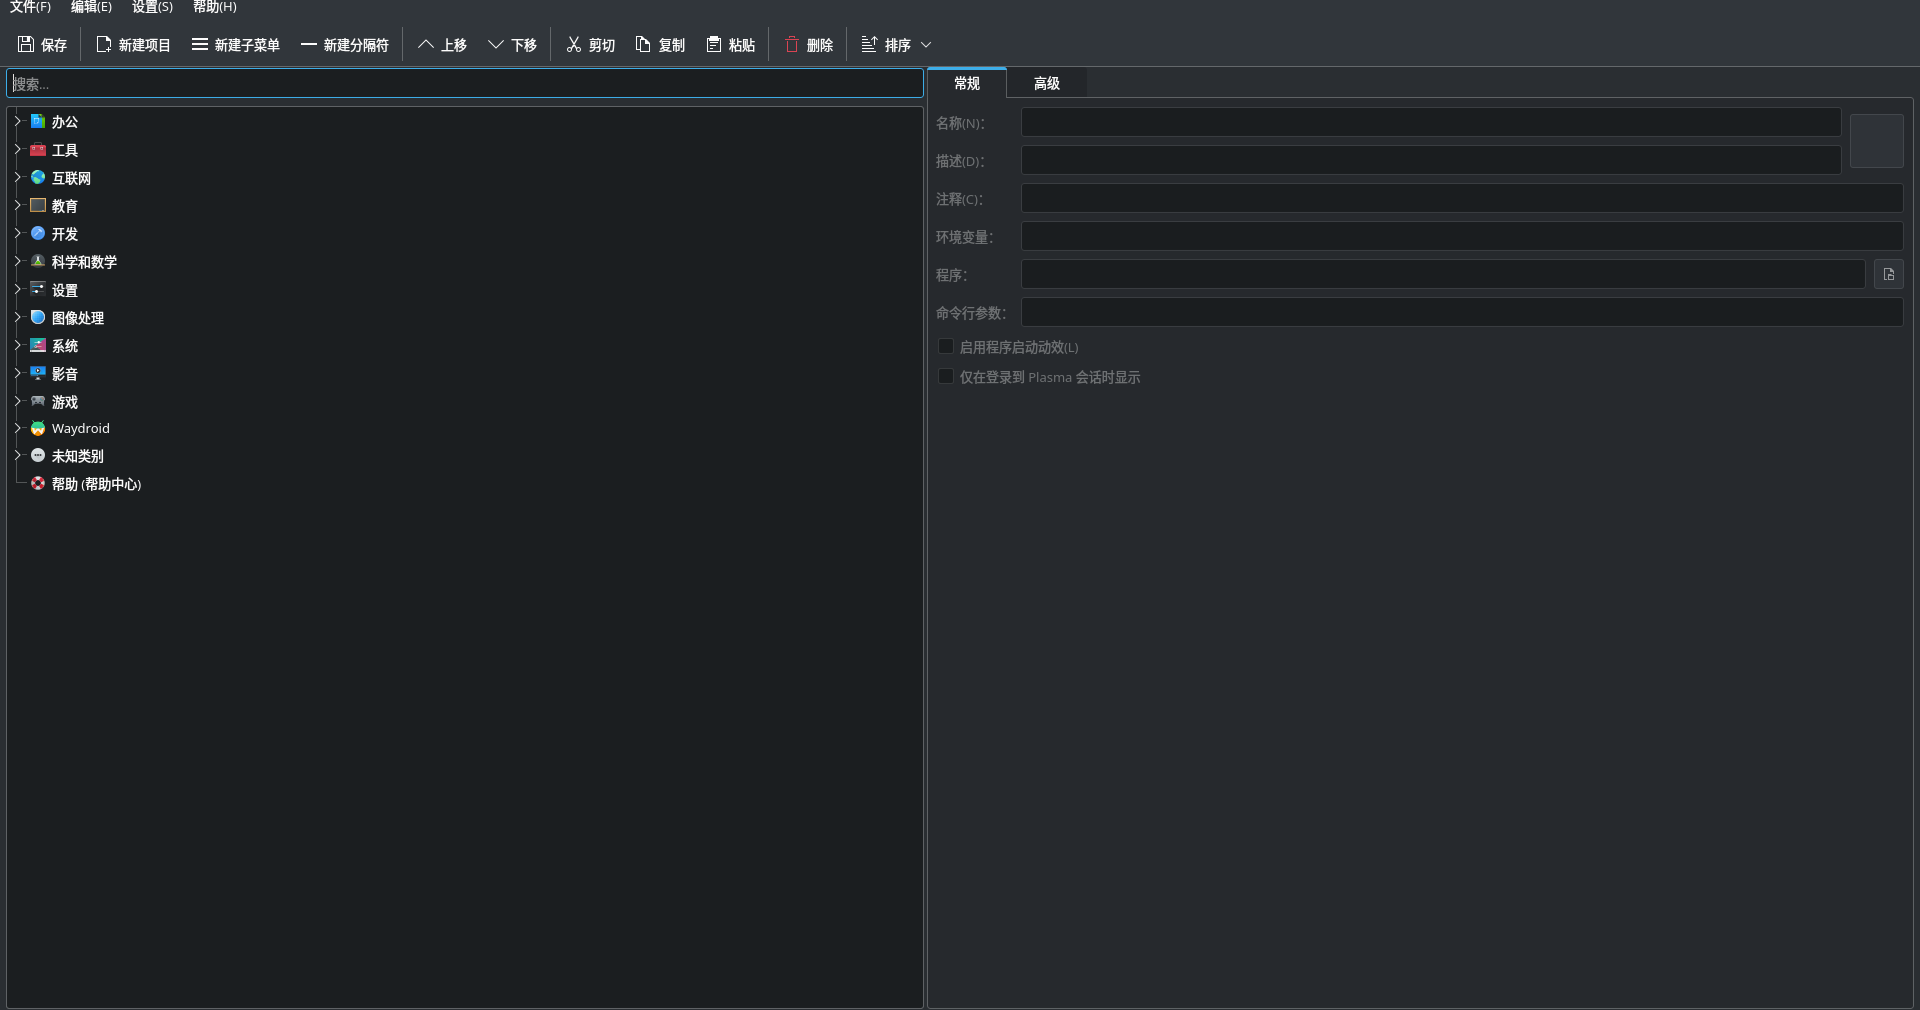 文件(F) 编辑(E) 设置(S) 帮助(H)
保存 新建项目 新建子菜单 新建分隔符 上移 下移 剪切 复制 粘贴 删除 排序
搜索...
办公
工具
互联网
教育
开发
科学和数学
设置
图像处理
系统
影音
游戏
Waydroid
未知类别
帮助 (帮助中心)
常规 高级
名称(N)：
描述(D)：
注释(C)：
环境变量：
程序：
命令行参数：
启用程序启动动效(L)
仅在登录到 Plasma 会话时显示